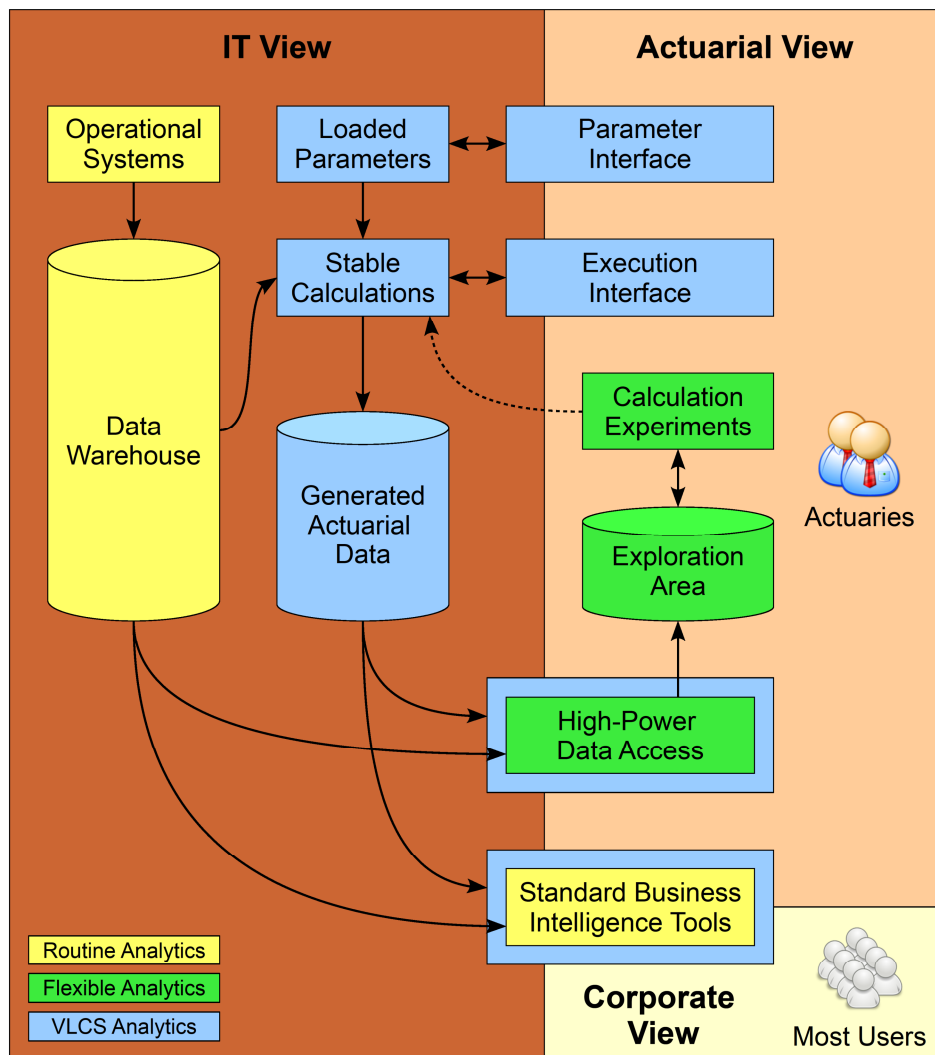 IT View
Actuarial View
Operational
Systems
Loaded
Parameters
Parameter
Interface
Stable
Calculations
Execution
Interface
Data
Warehouse
Calculation
Experiments
Generated
Actuarial
Data
Exploration
Area
Actuaries
High-Power
Data Access
Standard Business
Intelligence Tools
Routine Analytics
Flexible Analytics
VLCS Analytics
Corporate
View
Most Users